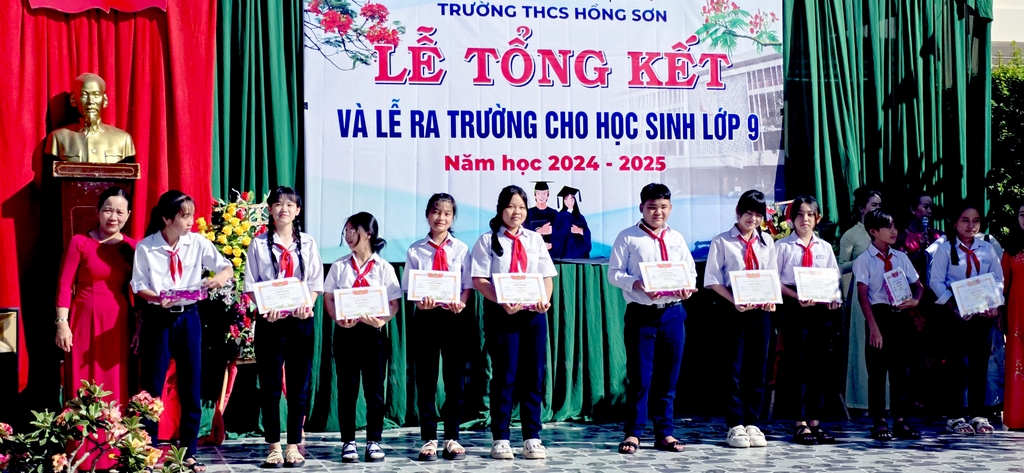 TRƯỜNG THCS HỒNG SƠN
LỄ TỔNG KẾT
VÀ LỄ RA TRƯỜNG CHO HỌC SINH LỚP 9
Năm học 2024 - 2025